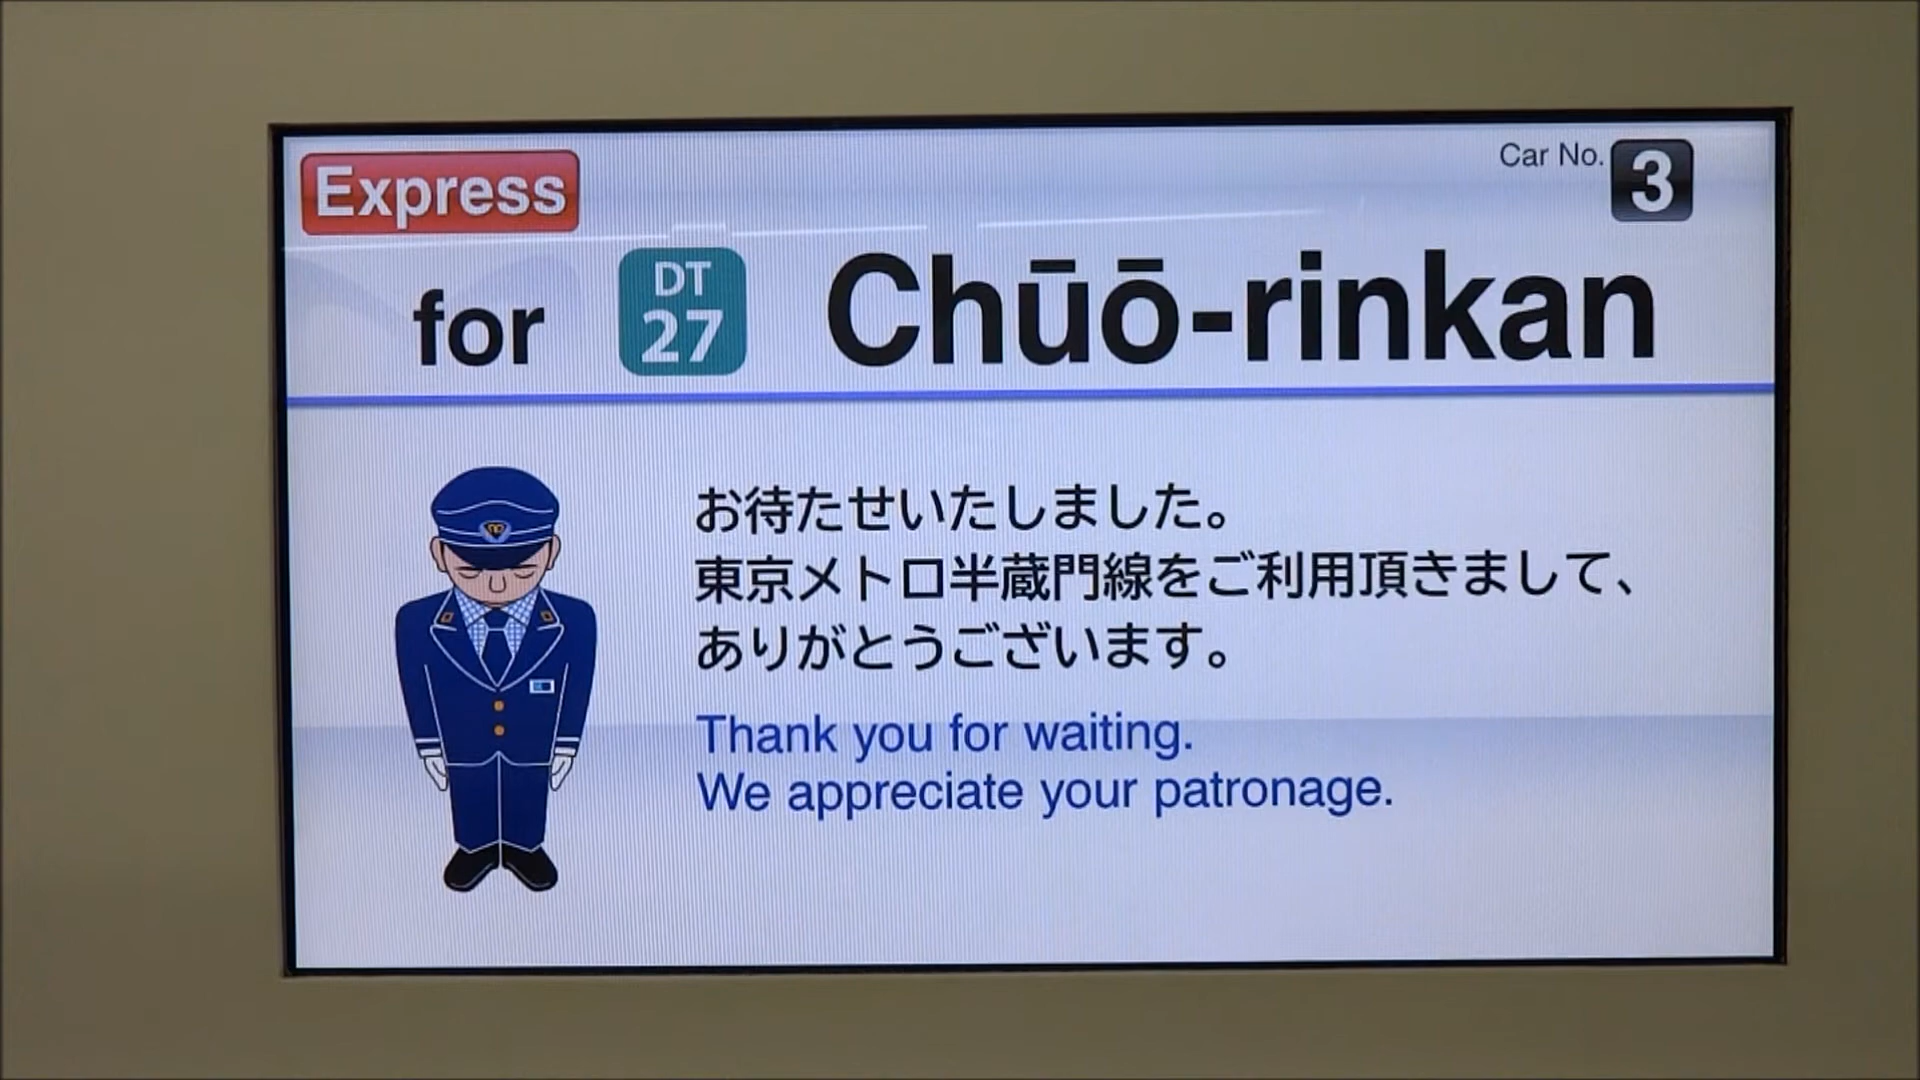 Express
Car No. 3
for DT 27 Chūō-rinkan
お待たせいたしました。
東京メトロ半蔵門線をご利用頂きまして、
ありがとうございます。
Thank you for waiting.
We appreciate your patronage.